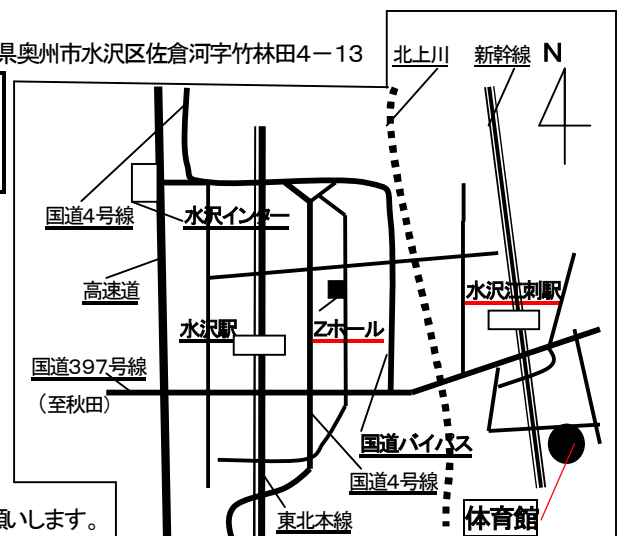 県奥州市水沢区佐倉河字竹林田4－13
北上川
新幹線
N
国道4号線
水沢インター
高速道
水沢江刺駅
水沢駅
Zホール
国道397号線
（至秋田）
国道バイパス
国道4号線
東北本線
体育館
願いします。